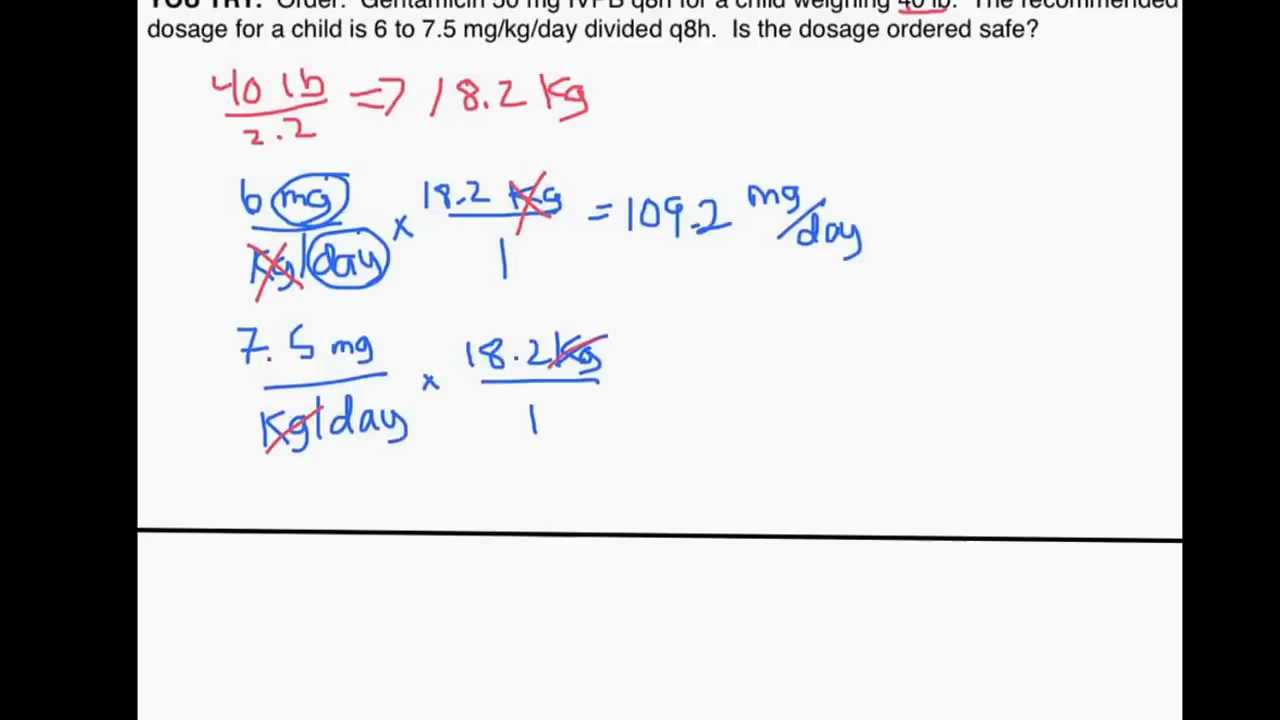 YOU TRY: Order: Gentamicin 50 mg IVPB q8h for a child weighing 40 lb. The recommended
dosage for a child is 6 to 7.5 mg/kg/day divided q8h. Is the dosage ordered safe?
40 lb => 18.2 Kg
2.2
6 mg × 18.2 Kg = 109.2 mg/day
Kg/day 1
7.5 mg × 18.2 Kg
Kg/day 1